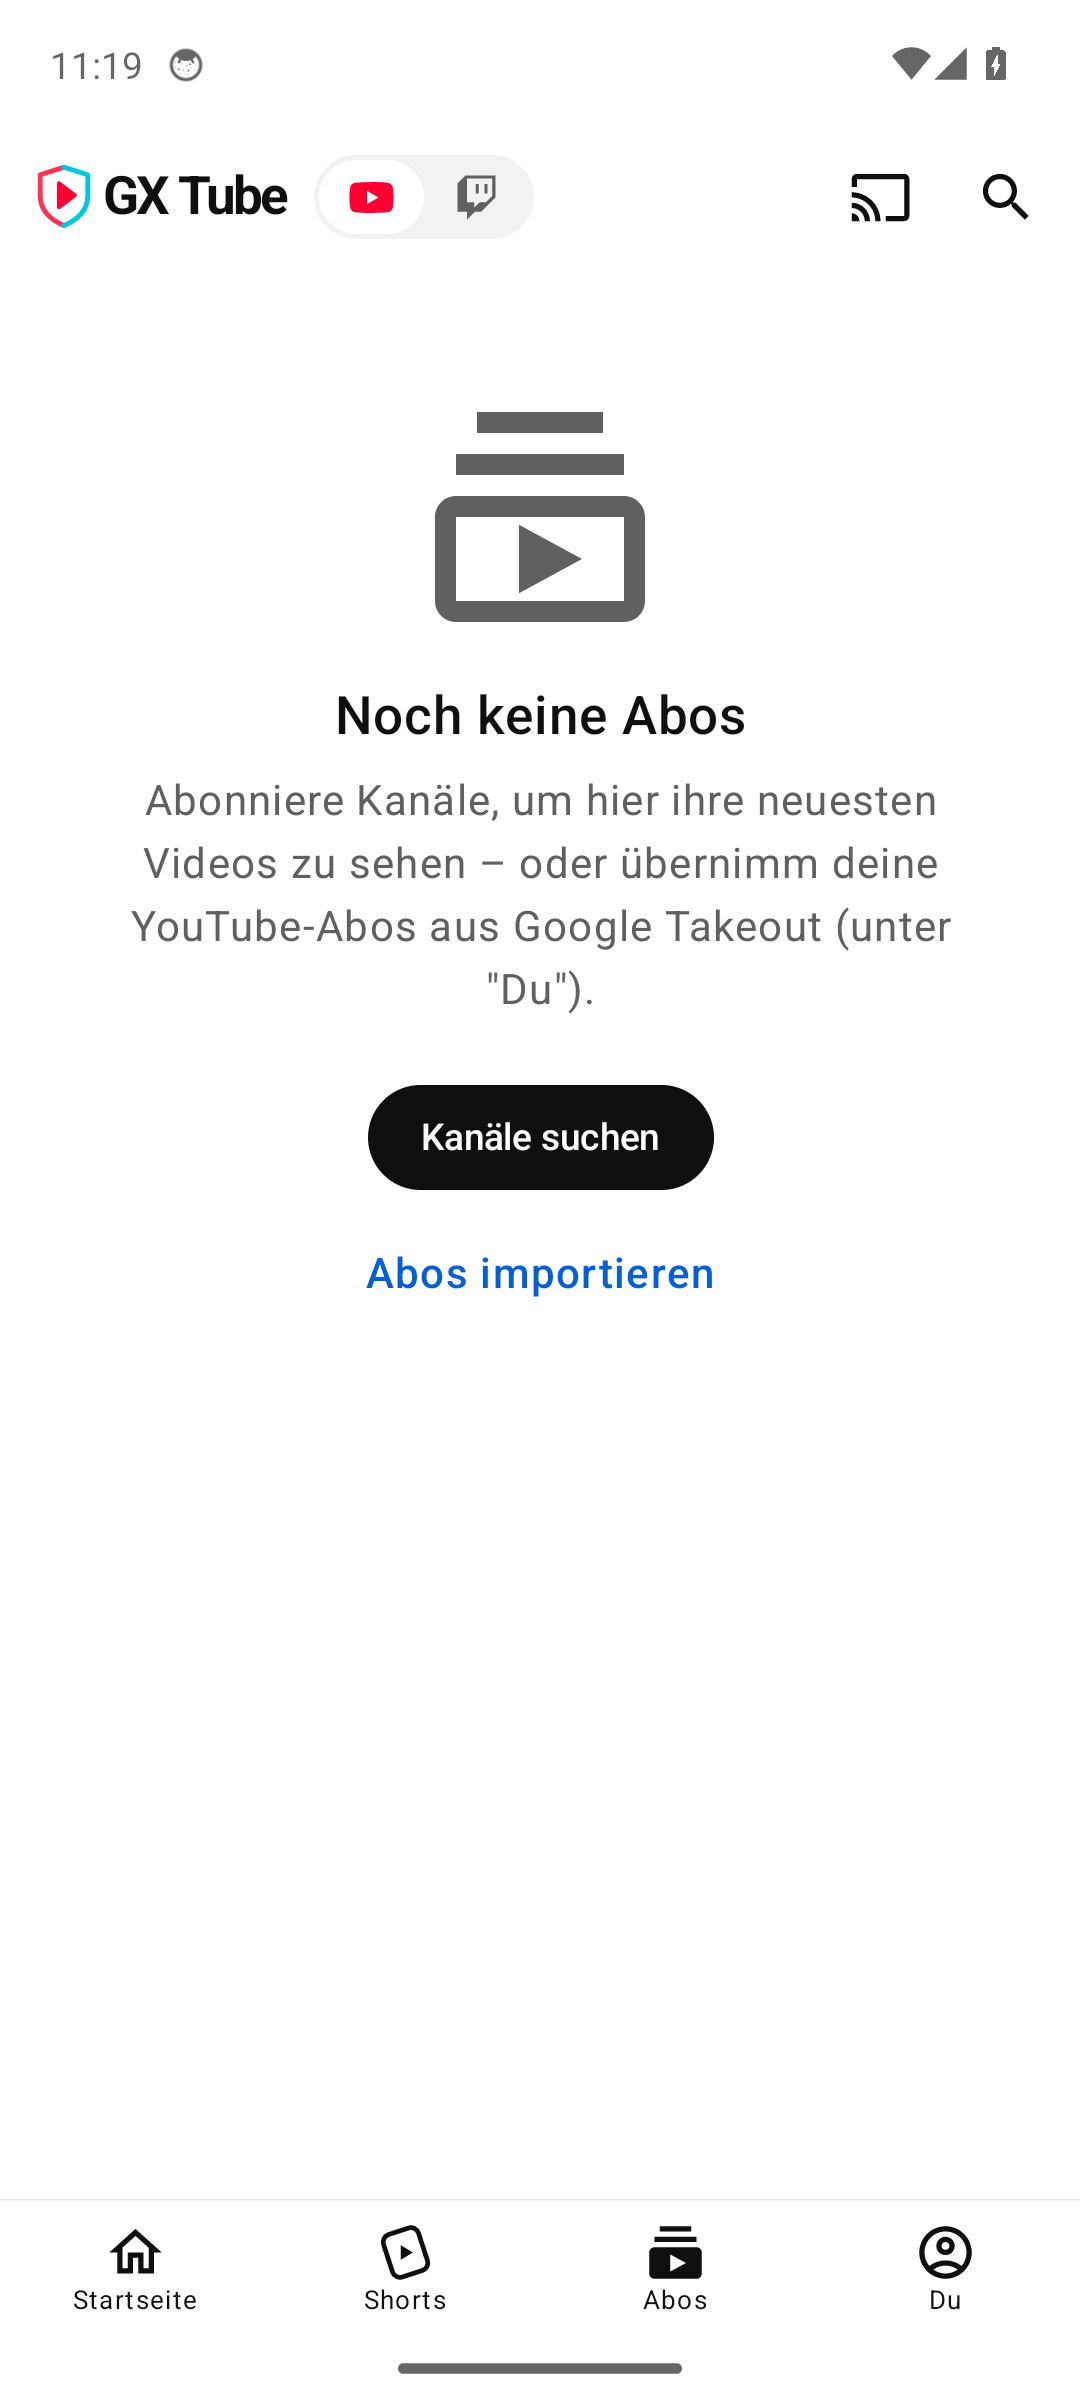 11:19
GX Tube
Noch keine Abos
Abonniere Kanäle, um hier ihre neuesten
Videos zu sehen – oder übernimm deine
YouTube-Abos aus Google Takeout (unter
"Du").
Kanäle suchen
Abos importieren
Startseite
Shorts
Abos
Du